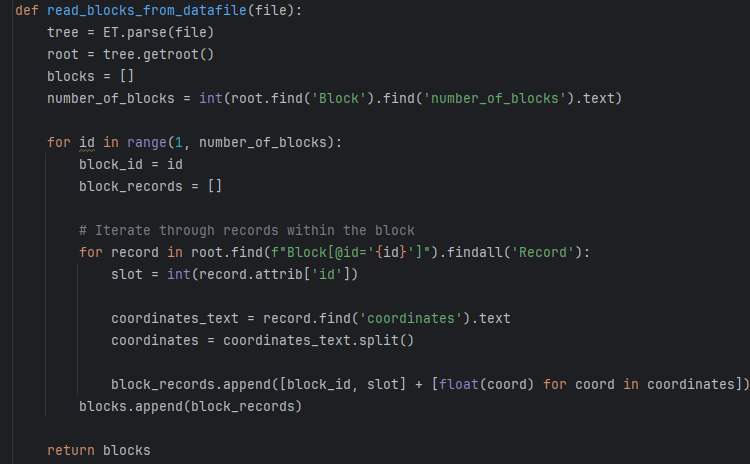 def read_blocks_from_datafile(file):
    tree = ET.parse(file)
    root = tree.getroot()
    blocks = []
    number_of_blocks = int(root.find('Block').find('number_of_blocks').text)

    for id in range(1, number_of_blocks):
        block_id = id
        block_records = []

        # Iterate through records within the block
        for record in root.find(f"Block[@id='{id}']").findall('Record'):
            slot = int(record.attrib['id'])

            coordinates_text = record.find('coordinates').text
            coordinates = coordinates_text.split()

            block_records.append([block_id, slot] + [float(coord) for coord in coordinates])
        blocks.append(block_records)

    return blocks